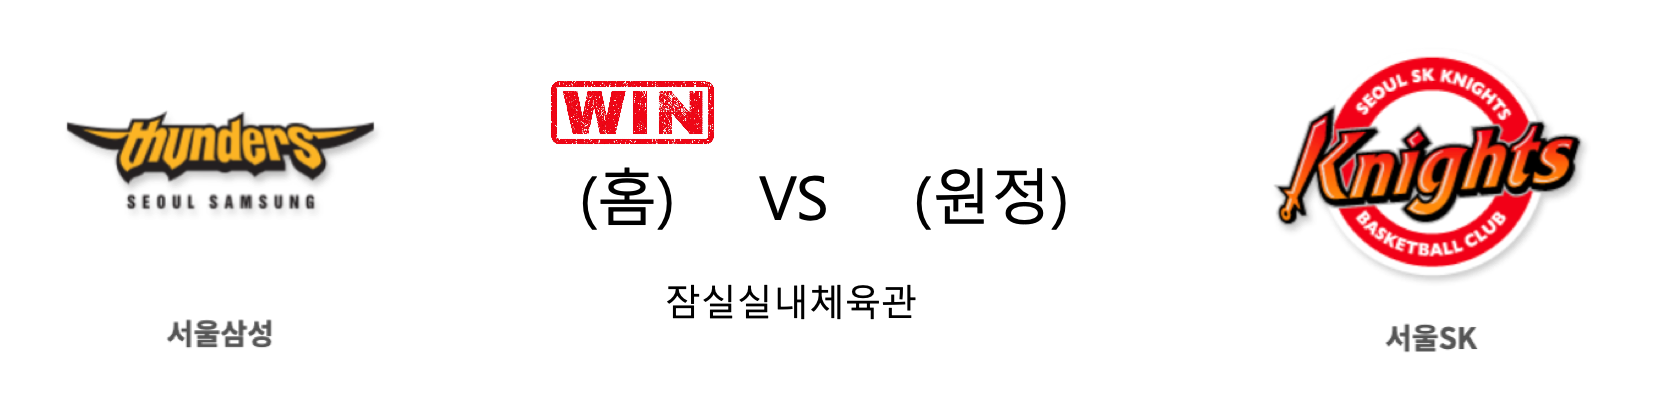 thunders
SEOUL SAMSUNG
서울삼성
WIN
(홈) VS (원정)
잠실실내체육관
SEOUL SK KNIGHTS
Knights
BASKETBALL CLUB
서울SK